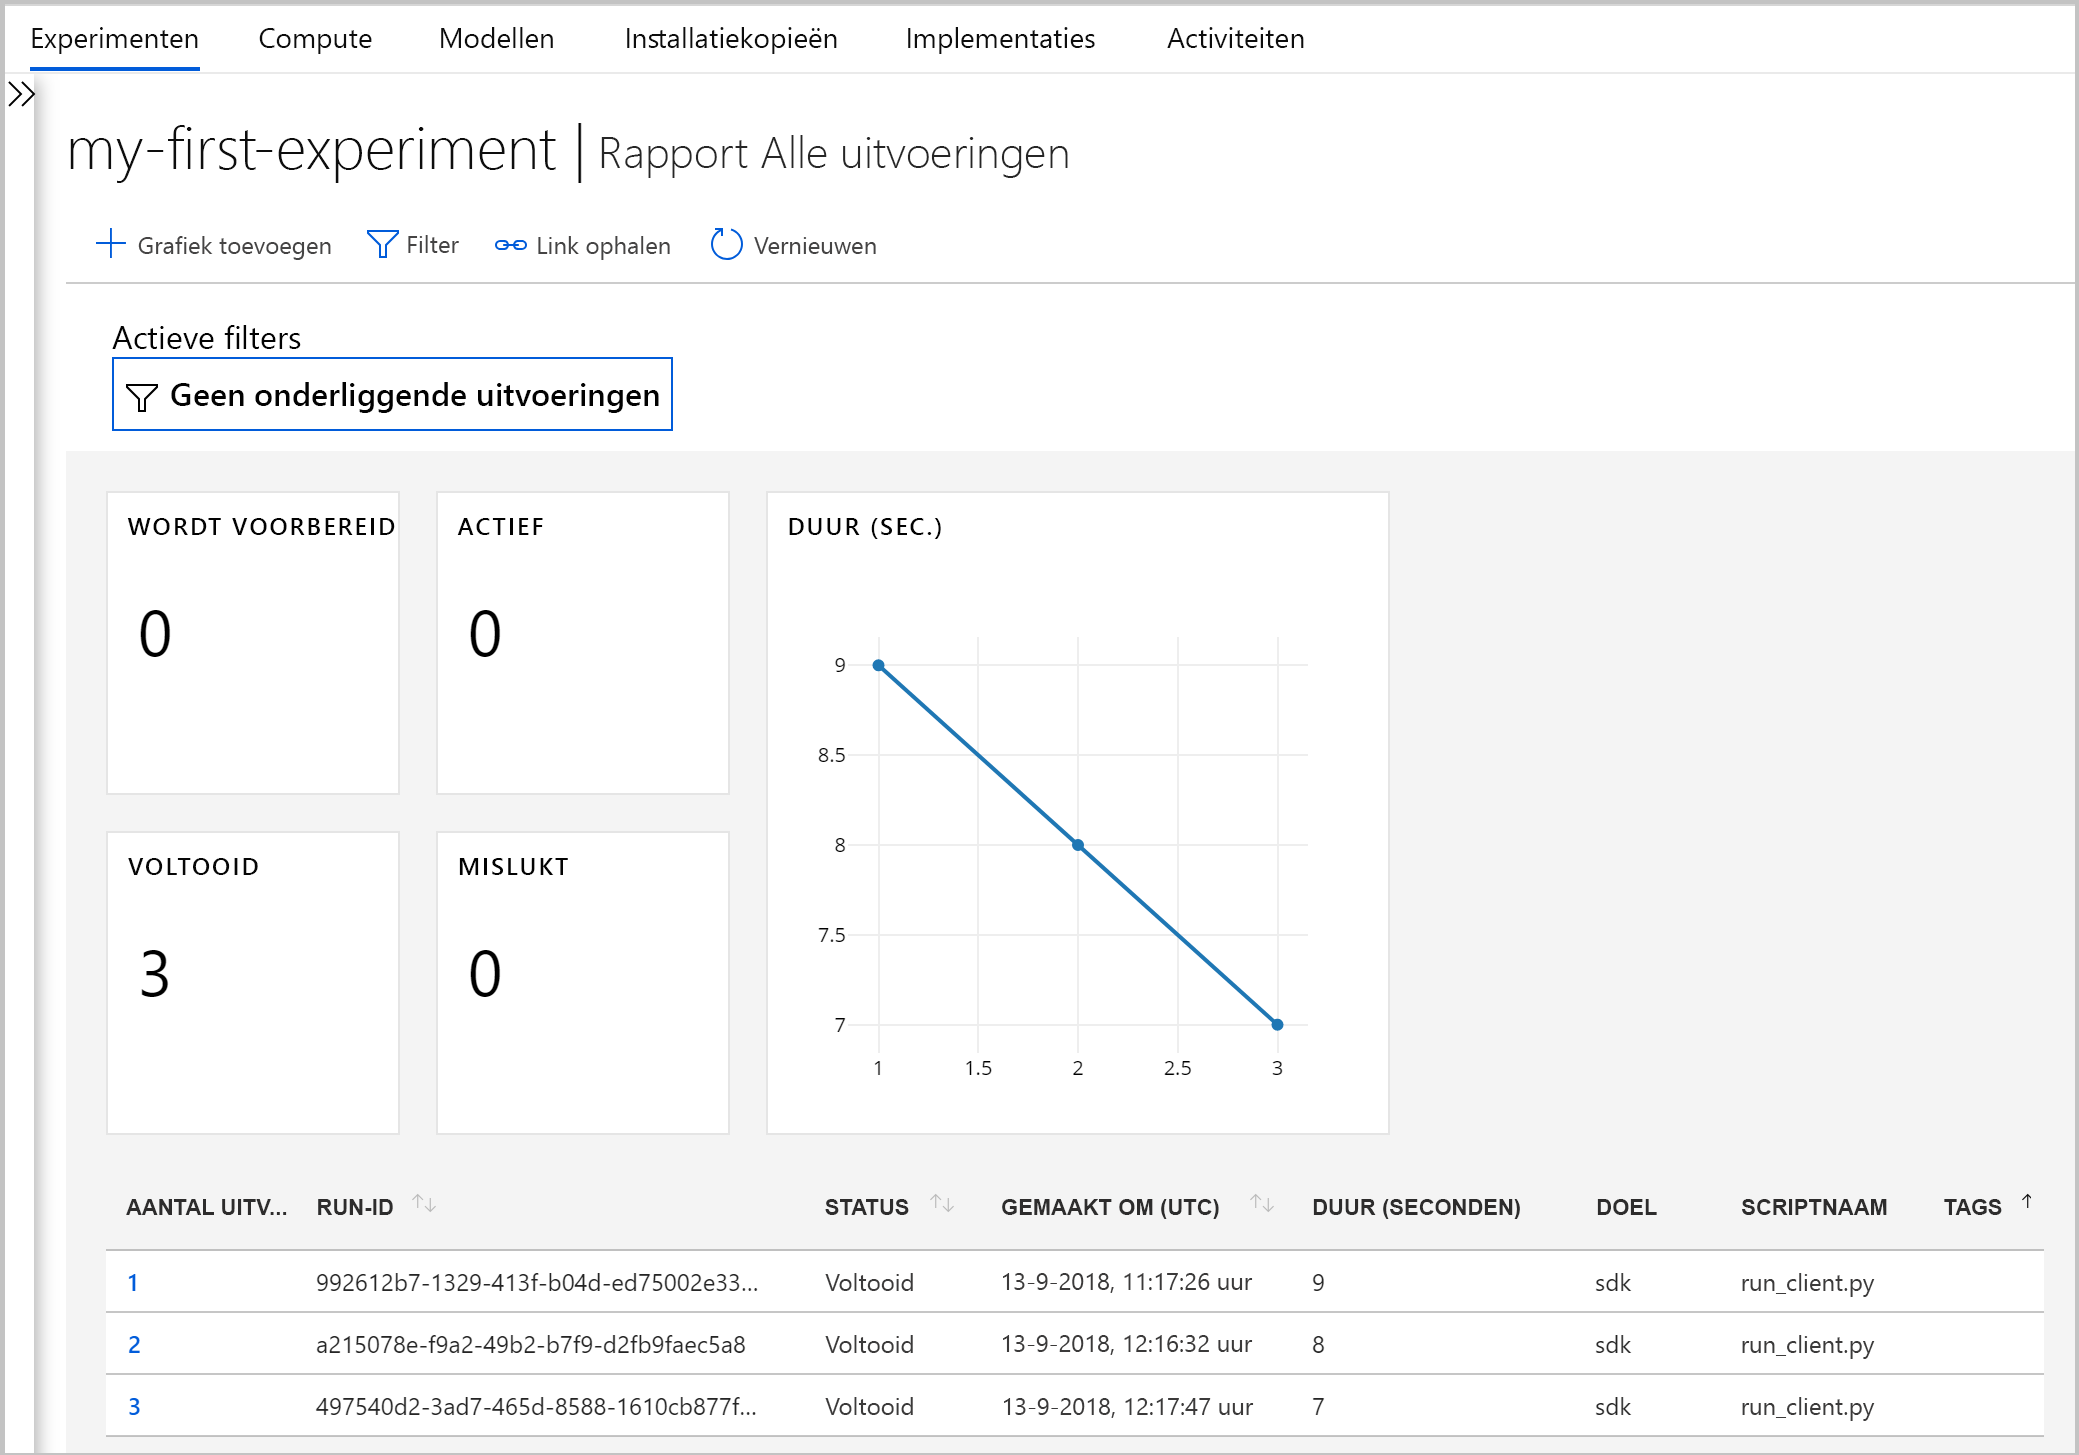 Experimenten Compute Modellen Installatiekopieën Implementaties Activiteiten
my-first-experiment | Rapport Alle uitvoeringen
Grafiek toevoegen Filter Link ophalen Vernieuwen
Actieve filters
Geen onderliggende uitvoeringen
WORDT VOORBEREID
0
ACTIEF
0
VOLTOOID
3
MISLUKT
0
DUUR (SEC.)
9
8.5
8
7.5
7
1 1.5 2 2.5 3
AANTAL UITV... RUN-ID STATUS GEMAAKT OM (UTC) DUUR (SECONDEN) DOEL SCRIPTNAAM TAGS
1 992612b7-1329-413f-b04d-ed75002e33... Voltooid 13-9-2018, 11:17:26 uur 9 sdk run_client.py
2 a215078e-f9a2-49b2-b7f9-d2fb9faec5a8 Voltooid 13-9-2018, 12:16:32 uur 8 sdk run_client.py
3 497540d2-3ad7-465d-8588-1610cb877f... Voltooid 13-9-2018, 12:17:47 uur 7 sdk run_client.py